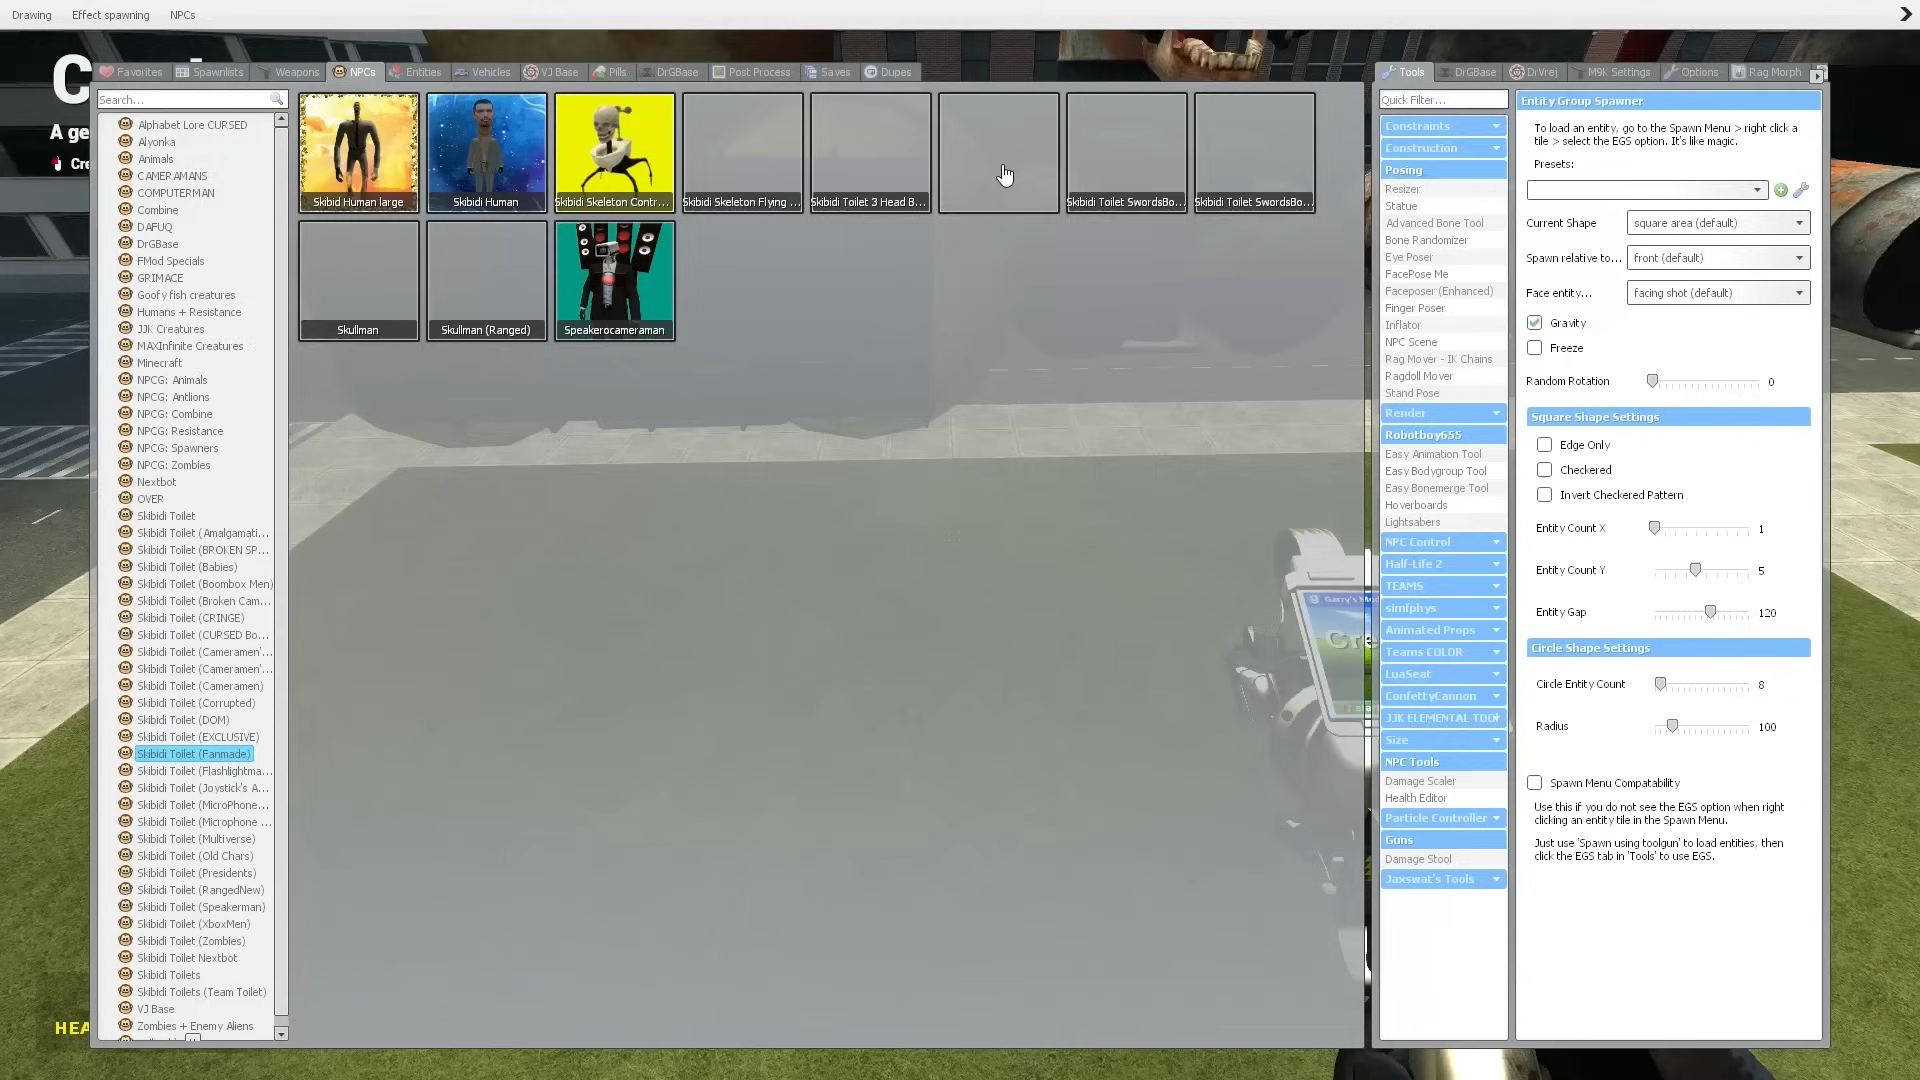 Drawing Effect spawning NPCs
C
A ge
Cre
HEA
Favorites Spawnlists Weapons NPCs Entities Vehicles VJ Base Pills DrGBase Post Process Saves Dupes
Search...
Alphabet Lore CURSED
Alyonka
Animals
CAMERAMANS
COMPUTERMAN
Combine
DAFUQ
DrGBase
FMod Specials
GRIMACE
Goofy fish creatures
Humans + Resistance
JJK Creatures
MAXInfinite Creatures
Minecraft
NPCG: Animals
NPCG: Antlions
NPCG: Combine
NPCG: Resistance
NPCG: Spawners
NPCG: Zombies
Nextbot
OVER
Skibidi Toilet
Skibidi Toilet (Amalgamati...
Skibidi Toilet (BROKEN SP...
Skibidi Toilet (Babies)
Skibidi Toilet (Boombox Men)
Skibidi Toilet (Broken Cam...
Skibidi Toilet (CRINGE)
Skibidi Toilet (CURSED Bo...
Skibidi Toilet (Cameramen'...
Skibidi Toilet (Cameramen'...
Skibidi Toilet (Cameramen)
Skibidi Toilet (Corrupted)
Skibidi Toilet (DOM)
Skibidi Toilet (EXCLUSIVE)
Skibidi Toilet (Fanmade)
Skibidi Toilet (Flashlightma...
Skibidi Toilet (Joystick's A...
Skibidi Toilet (MicroPhone...
Skibidi Toilet (Microphone ...
Skibidi Toilet (Multiverse)
Skibidi Toilet (Old Chars)
Skibidi Toilet (Presidents)
Skibidi Toilet (RangedNew)
Skibidi Toilet (Speakerman)
Skibidi Toilet (XboxMen)
Skibidi Toilet (Zombies)
Skibidi Toilet Nextbot
Skibidi Toilets
Skibidi Toilets (Team Toilet)
VJ Base
Zombies + Enemy Aliens
Skibid Human large
Skibidi Human
Skibidi Skeleton Contr...
Skibidi Skeleton Flying ...
Skibidi Toilet 3 Head B...
Skibidi Toilet SwordsBo...
Skibidi Toilet SwordsBo...
Skullman
Skullman (Ranged)
Speakerocameraman
Tools DrGBase DrVrej M9K Settings Options Rag Morph
Quick Filter...
Constraints
Construction
Posing
Resizer
Statue
Advanced Bone Tool
Bone Randomizer
Eye Poser
FacePose Me
Faceposer (Enhanced)
Finger Poser
Inflator
NPC Scene
Rag Mover - IK Chains
Ragdoll Mover
Stand Pose
Render
Robotboy655
Easy Animation Tool
Easy Bodygroup Tool
Easy Bonemerge Tool
Hoverboards
Lightsabers
NPC Control
Half-Life 2
TEAMS
simfphys
Animated Props
Teams COLOR
LuaSeat
ConfettyCannon
JJK ELEMENTAL TOO
Size
NPC Tools
Damage Scaler
Health Editor
Particle Controller
Guns
Damage Stool
Jaxswat's Tools
Entity Group Spawner
To load an entity, go to the Spawn Menu > right click a
tile > select the EGS option. It's like magic.
Presets:
Current Shape square area (default)
Spawn relative to... front (default)
Face entity... facing shot (default)
Gravity
Freeze
Random Rotation 0
Square Shape Settings
Edge Only
Checkered
Invert Checkered Pattern
Entity Count X 1
Entity Count Y 5
Entity Gap 120
Circle Shape Settings
Circle Entity Count 8
Radius 100
Spawn Menu Compatability
Use this if you do not see the EGS option when right
clicking an entity tile in the Spawn Menu.
Just use 'Spawn using toolgun' to load entities, then
click the EGS tab in 'Tools' to use EGS.
Garry's Mod
Cre